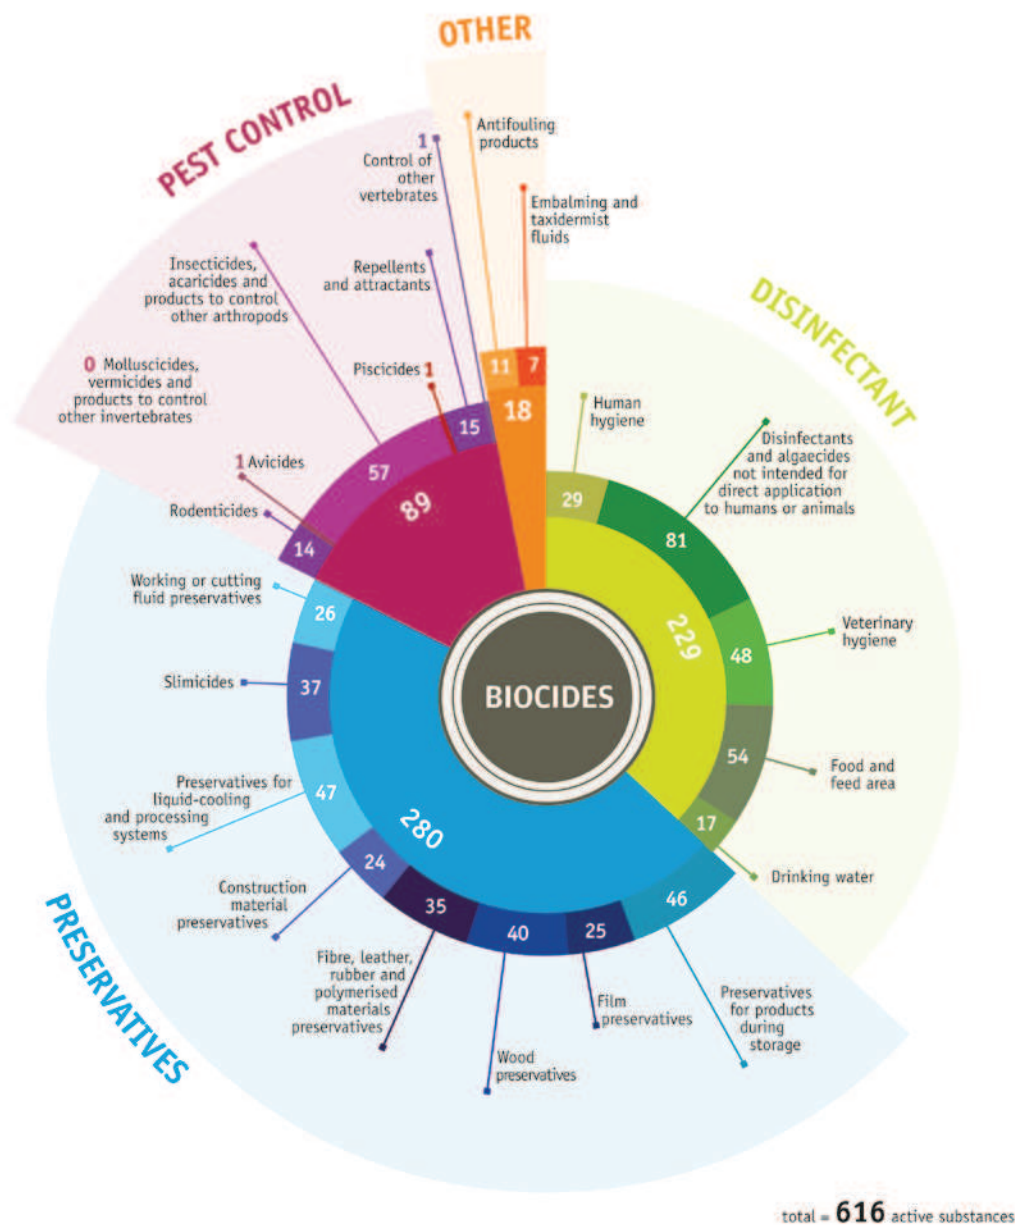 OTHER
Antifouling
products
Embalming and
taxidermist
fluids
11
7
18
PEST CONTROL
1
Control of
other
vertebrates
Repellents
and attractants
Insecticides,
acaricides and
products to control
other arthropods
Piscicides 1
0 Molluscicides,
vermicides and
products to control
other invertebrates
1 Avicides
Rodenticides
15
57
14
89
DISINFECTANT
Human
hygiene
Disinfectants
and algaecides
not intended for
direct application
to humans or animals
Veterinary
hygiene
Food and
feed area
Drinking water
29
81
48
54
17
229
BIOCIDES
PRESERVATIVES
Working or cutting
fluid preservatives
Slimicides
Preservatives for
liquid-cooling
and processing
systems
Construction
material
preservatives
Fibre, leather,
rubber and
polymerised
materials
preservatives
Wood
preservatives
Film
preservatives
Preservatives
for products
during
storage
26
37
47
24
35
40
25
46
280
total = 616 active substances